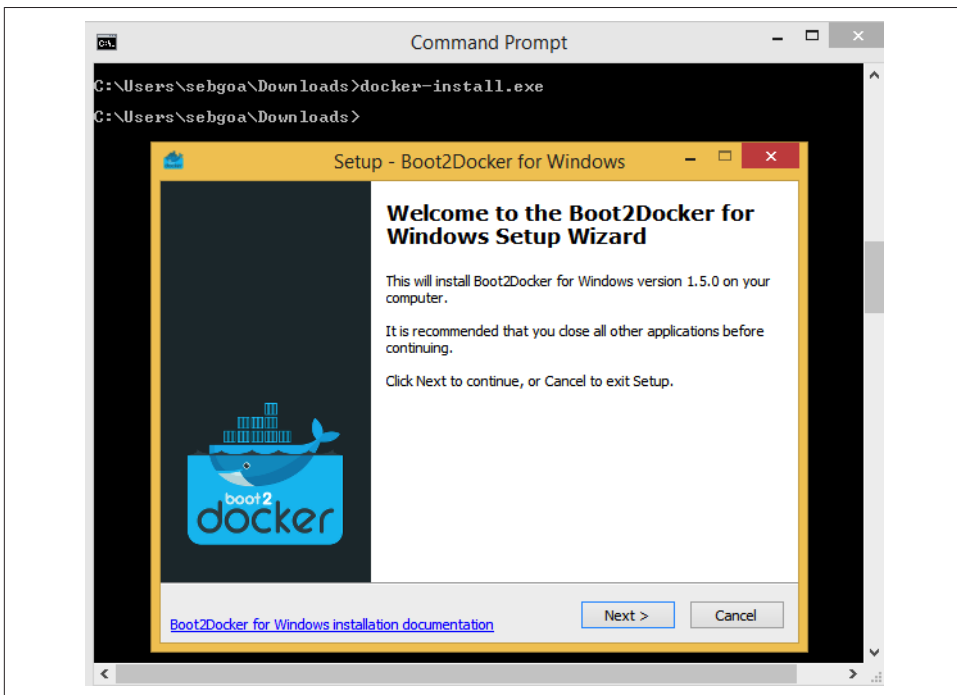 Command Prompt
C:\Users\sebgoa\Downloads>docker-install.exe
C:\Users\sebgoa\Downloads>
Setup - Boot2Docker for Windows
Welcome to the Boot2Docker for
Windows Setup Wizard
This will install Boot2Docker for Windows version 1.5.0 on your
computer.
It is recommended that you close all other applications before
continuing.
Click Next to continue, or Cancel to exit Setup.
boot2
docker
Boot2Docker for Windows installation documentation
Next >
Cancel